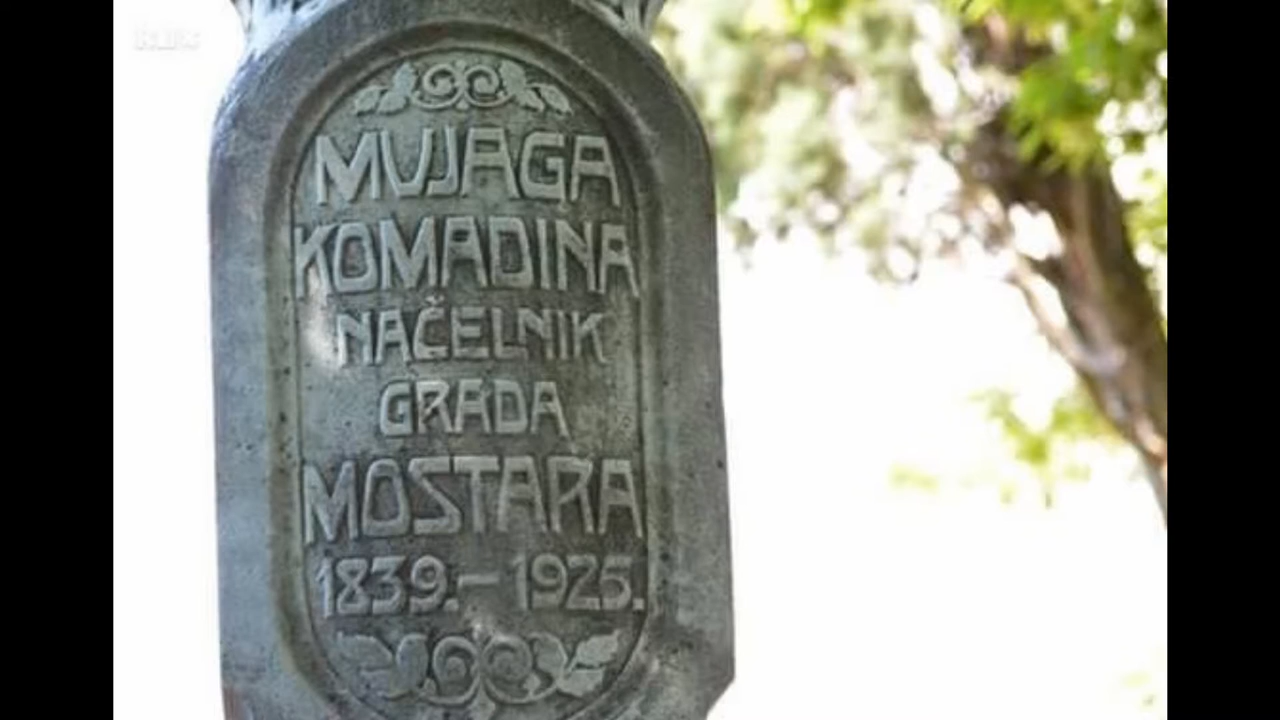 MUJAGA
KOMADINA
NAČELNIK
GRADA
MOSTARA
1839.-1925.